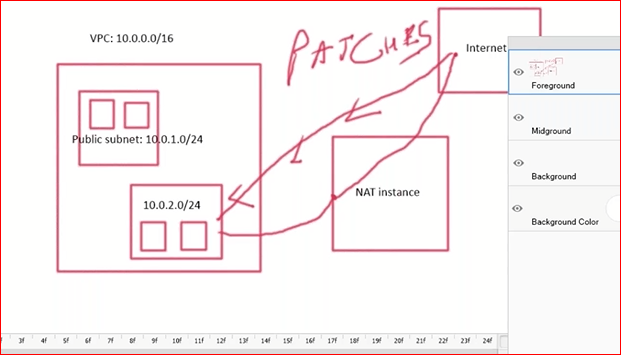 VPC: 10.0.0.0/16
PATCHES
Internet
Public subnet: 10.0.1.0/24
10.0.2.0/24
NAT instance
Foreground
Midground
Background
Background Color
3f 4f 5f 6f 7f 8f 9f 10f 11f 12f 13f 14f 15f 16f 17f 18f 19f 20f 21f 22f 23f 24f